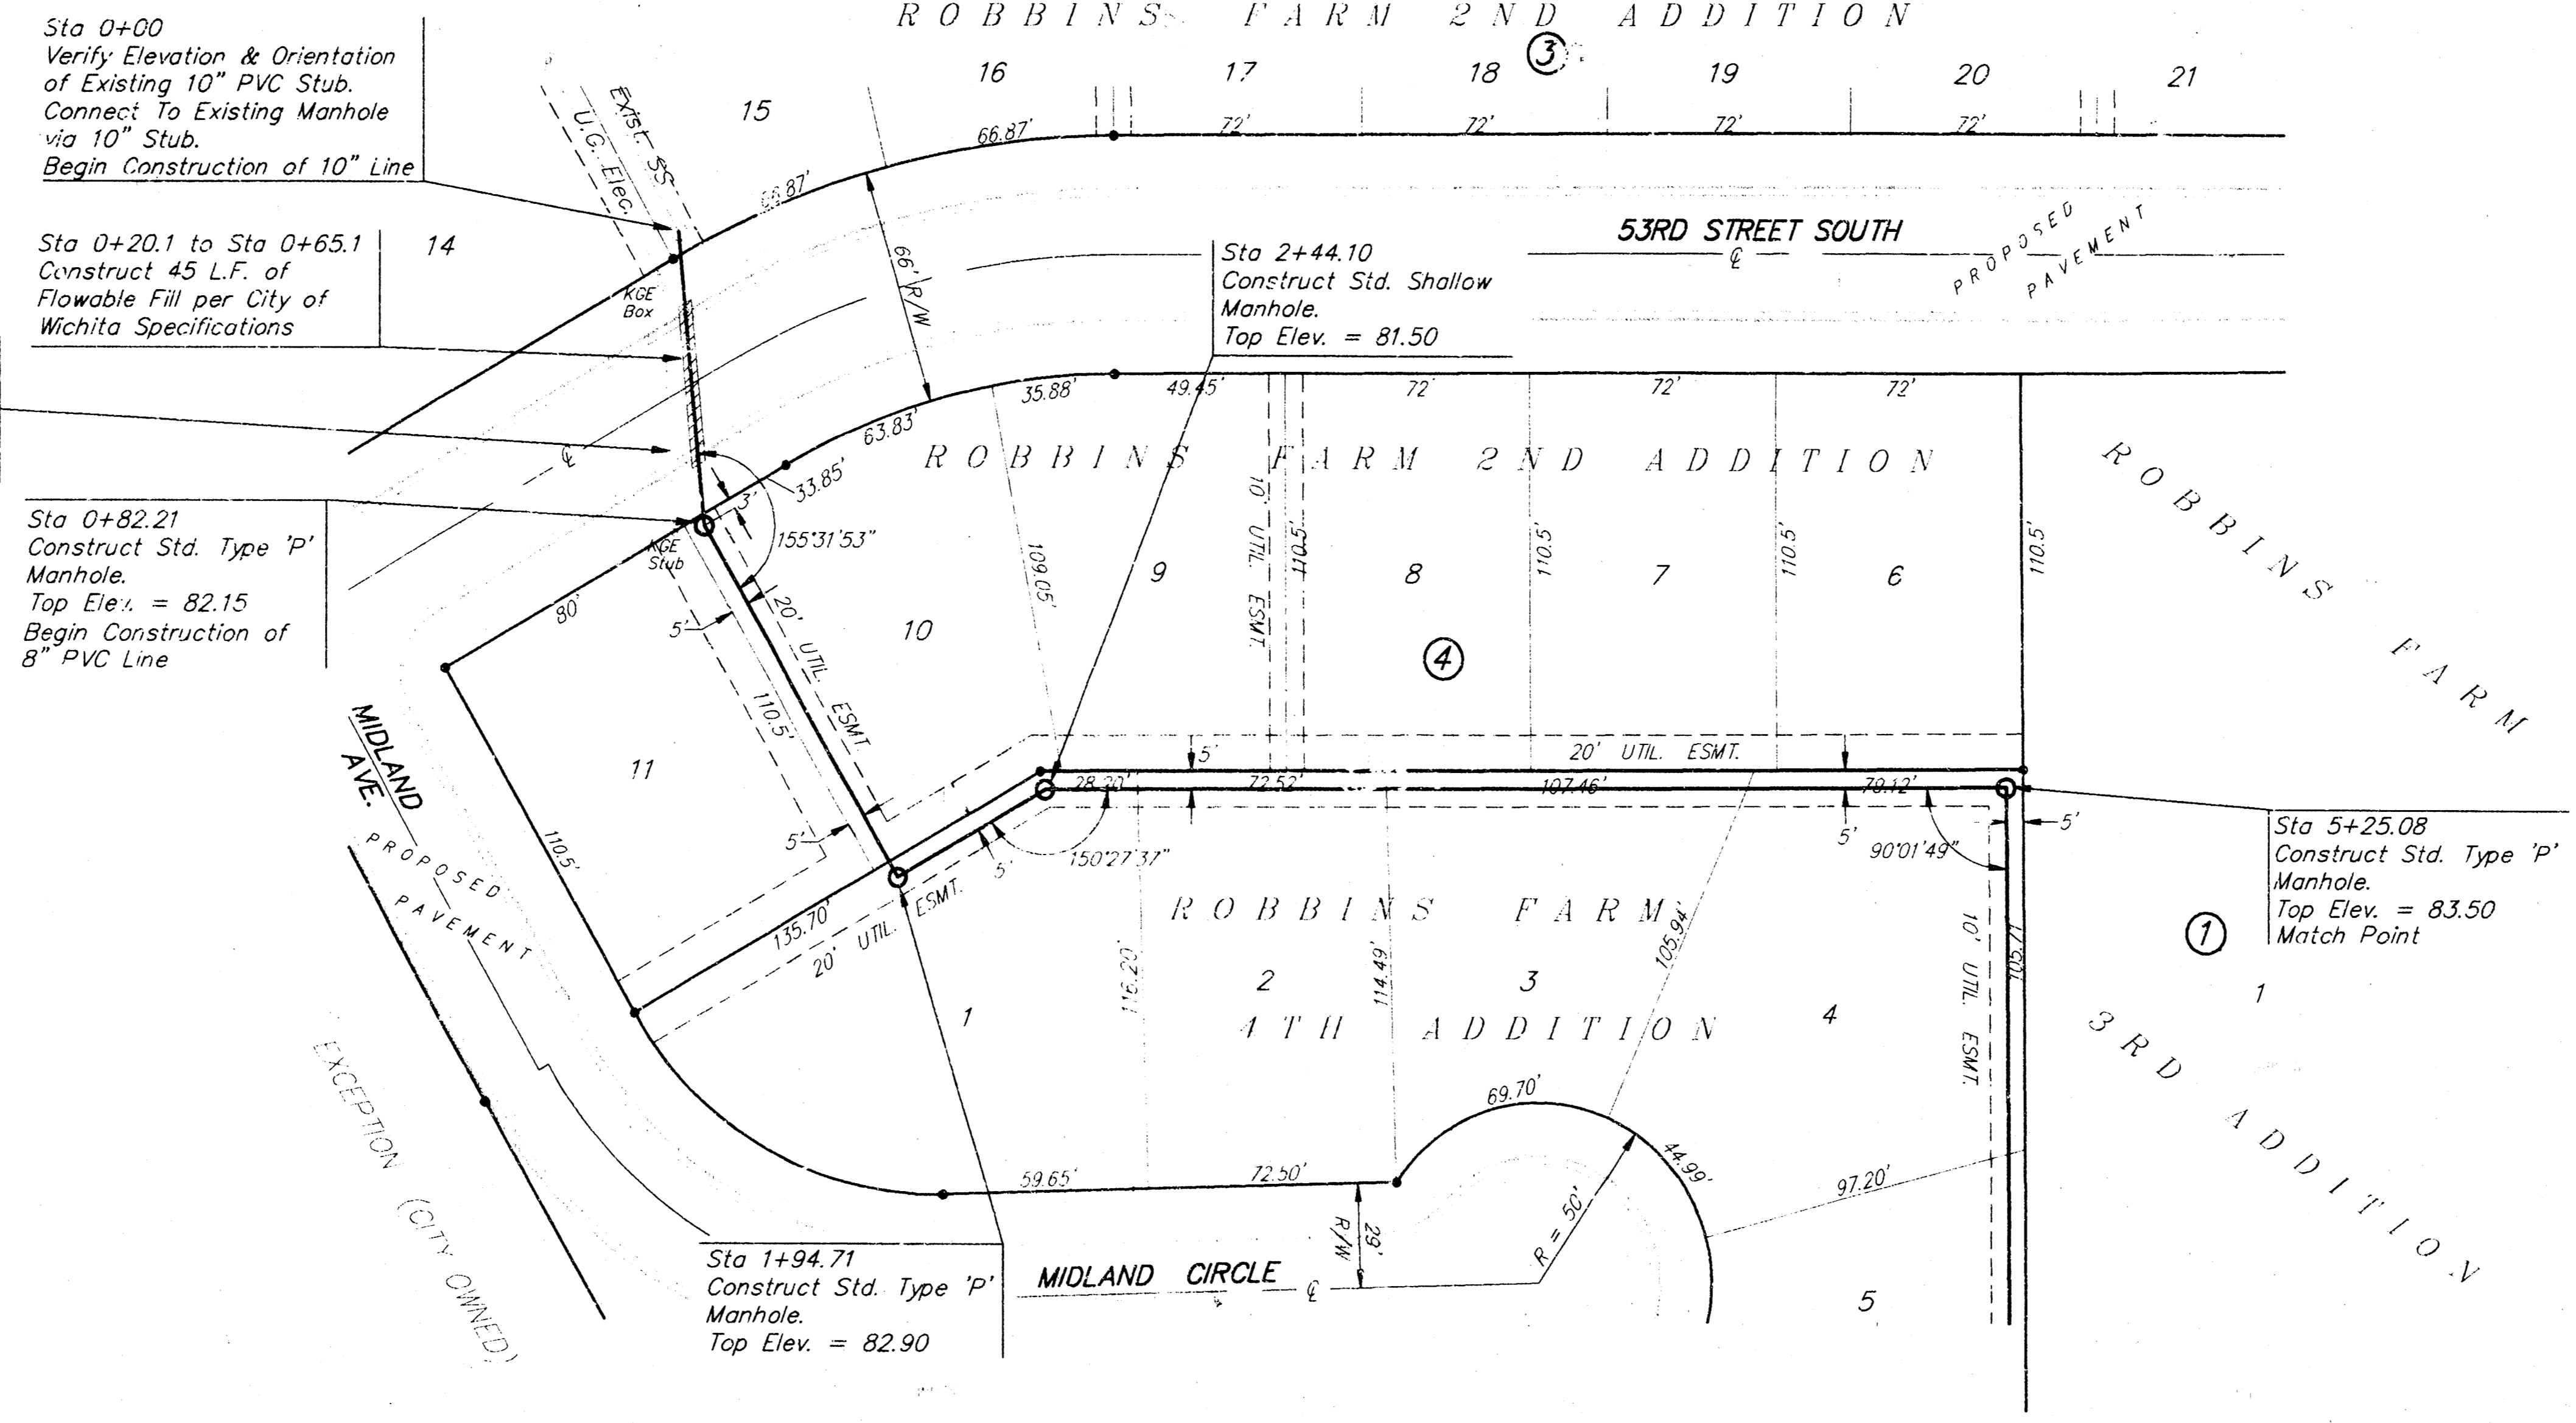 ROBBINS FARM 2ND ADDITION
3
Sta 0+00
Verify Elevation & Orientation
of Existing 10" PVC Stub.
Connect To Existing Manhole
via 10" Stub.
Begin Construction of 10" Line
Sta 0+20.1 to Sta 0+65.1
Construct 45 L.F. of
Flowable Fill per City of
Wichita Specifications
Sta 0+82.21
Construct Std. Type 'P'
Manhole.
Top Elev. = 82.15
Begin Construction of
8" PVC Line
14
15
16
17
18
19
20
21
Exist. SS
U.G. Elec.
66.87'
66.87'
72'
72'
72'
72'
66' R/W
KGE
Box
53RD STREET SOUTH
℄
PROPOSED
PAVEMENT
Sta 2+44.10
Construct Std. Shallow
Manhole.
Top Elev. = 81.50
℄
33.85'
63.83'
35.88'
49.45'
72'
72'
72'
ROBBINS FARM 2ND ADDITION
3'
155°31'53"
KGE
Stub
80'
5'
20' UTIL. ESMT.
110.5'
109.05'
10' UTIL. ESMT.
110.5'
110.5'
110.5'
110.5'
11
10
9
8
7
6
4
MIDLAND
AVE.
PROPOSED
PAVEMENT
110.5'
5'
135.70'
20' UTIL. ESMT.
5'
150°27'37"
5'
20' UTIL. ESMT.
28.20'
72.52'
107.46'
79.12'
5'
90°01'49"
5'
Sta 5+25.08
Construct Std. Type 'P'
Manhole.
Top Elev. = 83.50
Match Point
ROBBINS FARM
4TH ADDITION
1
2
3
4
5
116.20'
114.49'
105.94'
10' UTIL. ESMT.
105.77'
1
1
ROBBINS FARM
3RD ADDITION
59.65'
72.50'
69.70'
44.99'
97.20'
R = 50'
29'
R/W
MIDLAND CIRCLE
℄
Sta 1+94.71
Construct Std. Type 'P'
Manhole.
Top Elev. = 82.90
EXCEPTION (CITY OWNED)